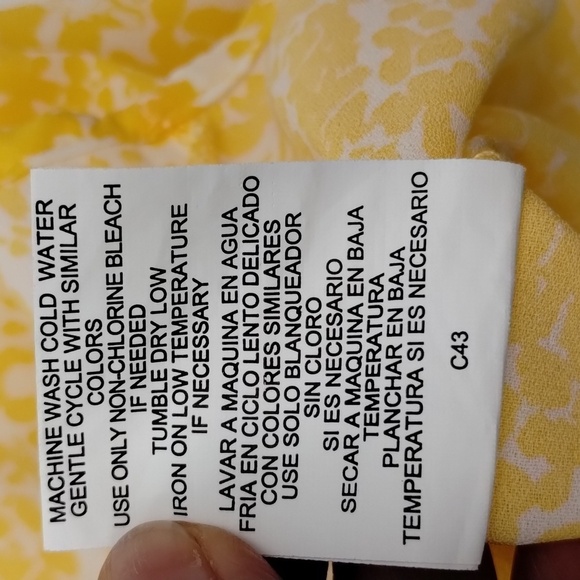 MACHINE WASH COLD WATER
GENTLE CYCLE WITH SIMILAR
COLORS
USE ONLY NON-CHLORINE BLEACH
IF NEEDED
TUMBLE DRY LOW
IRON ON LOW TEMPERATURE
IF NECESSARY
LAVAR A MAQUINA EN AGUA
FRIA EN CICLO LENTO DELICADO
CON COLORES SIMILARES
USE SOLO BLANQUEADOR
SIN CLORO
SI ES NECESARIO
SECAR A MAQUINA EN BAJA
TEMPERATURA
PLANCHAR EN BAJA
TEMPERATURA SI ES NECESARIO
C43